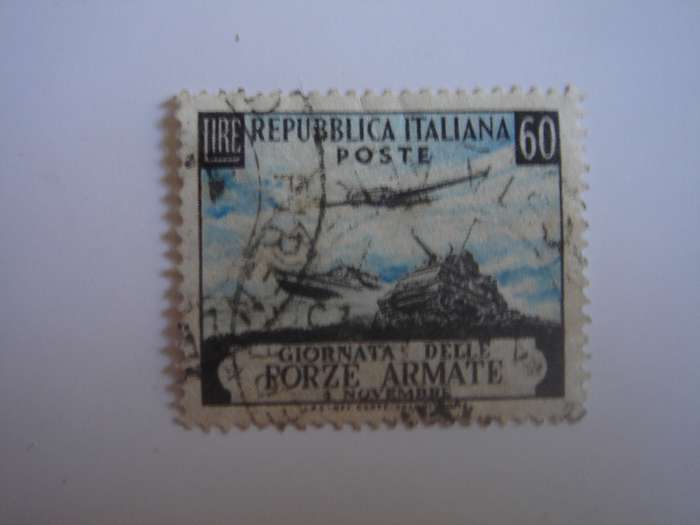 LIRE REPUBBLICA ITALIANA 60
POSTE
GIORNATA DELLE
FORZE ARMATE
4 NOVEMBRE